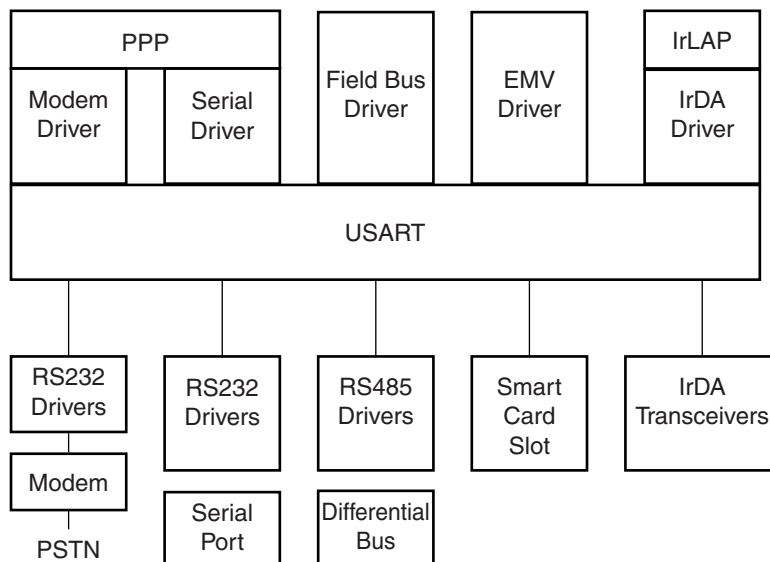 PPP
IrLAP
Modem
Driver
Serial
Driver
Field Bus
Driver
EMV
Driver
IrDA
Driver
USART
RS232
Drivers
RS232
Drivers
RS485
Drivers
Smart
Card
Slot
IrDA
Transceivers
Modem
PSTN
Serial
Port
Differential
Bus